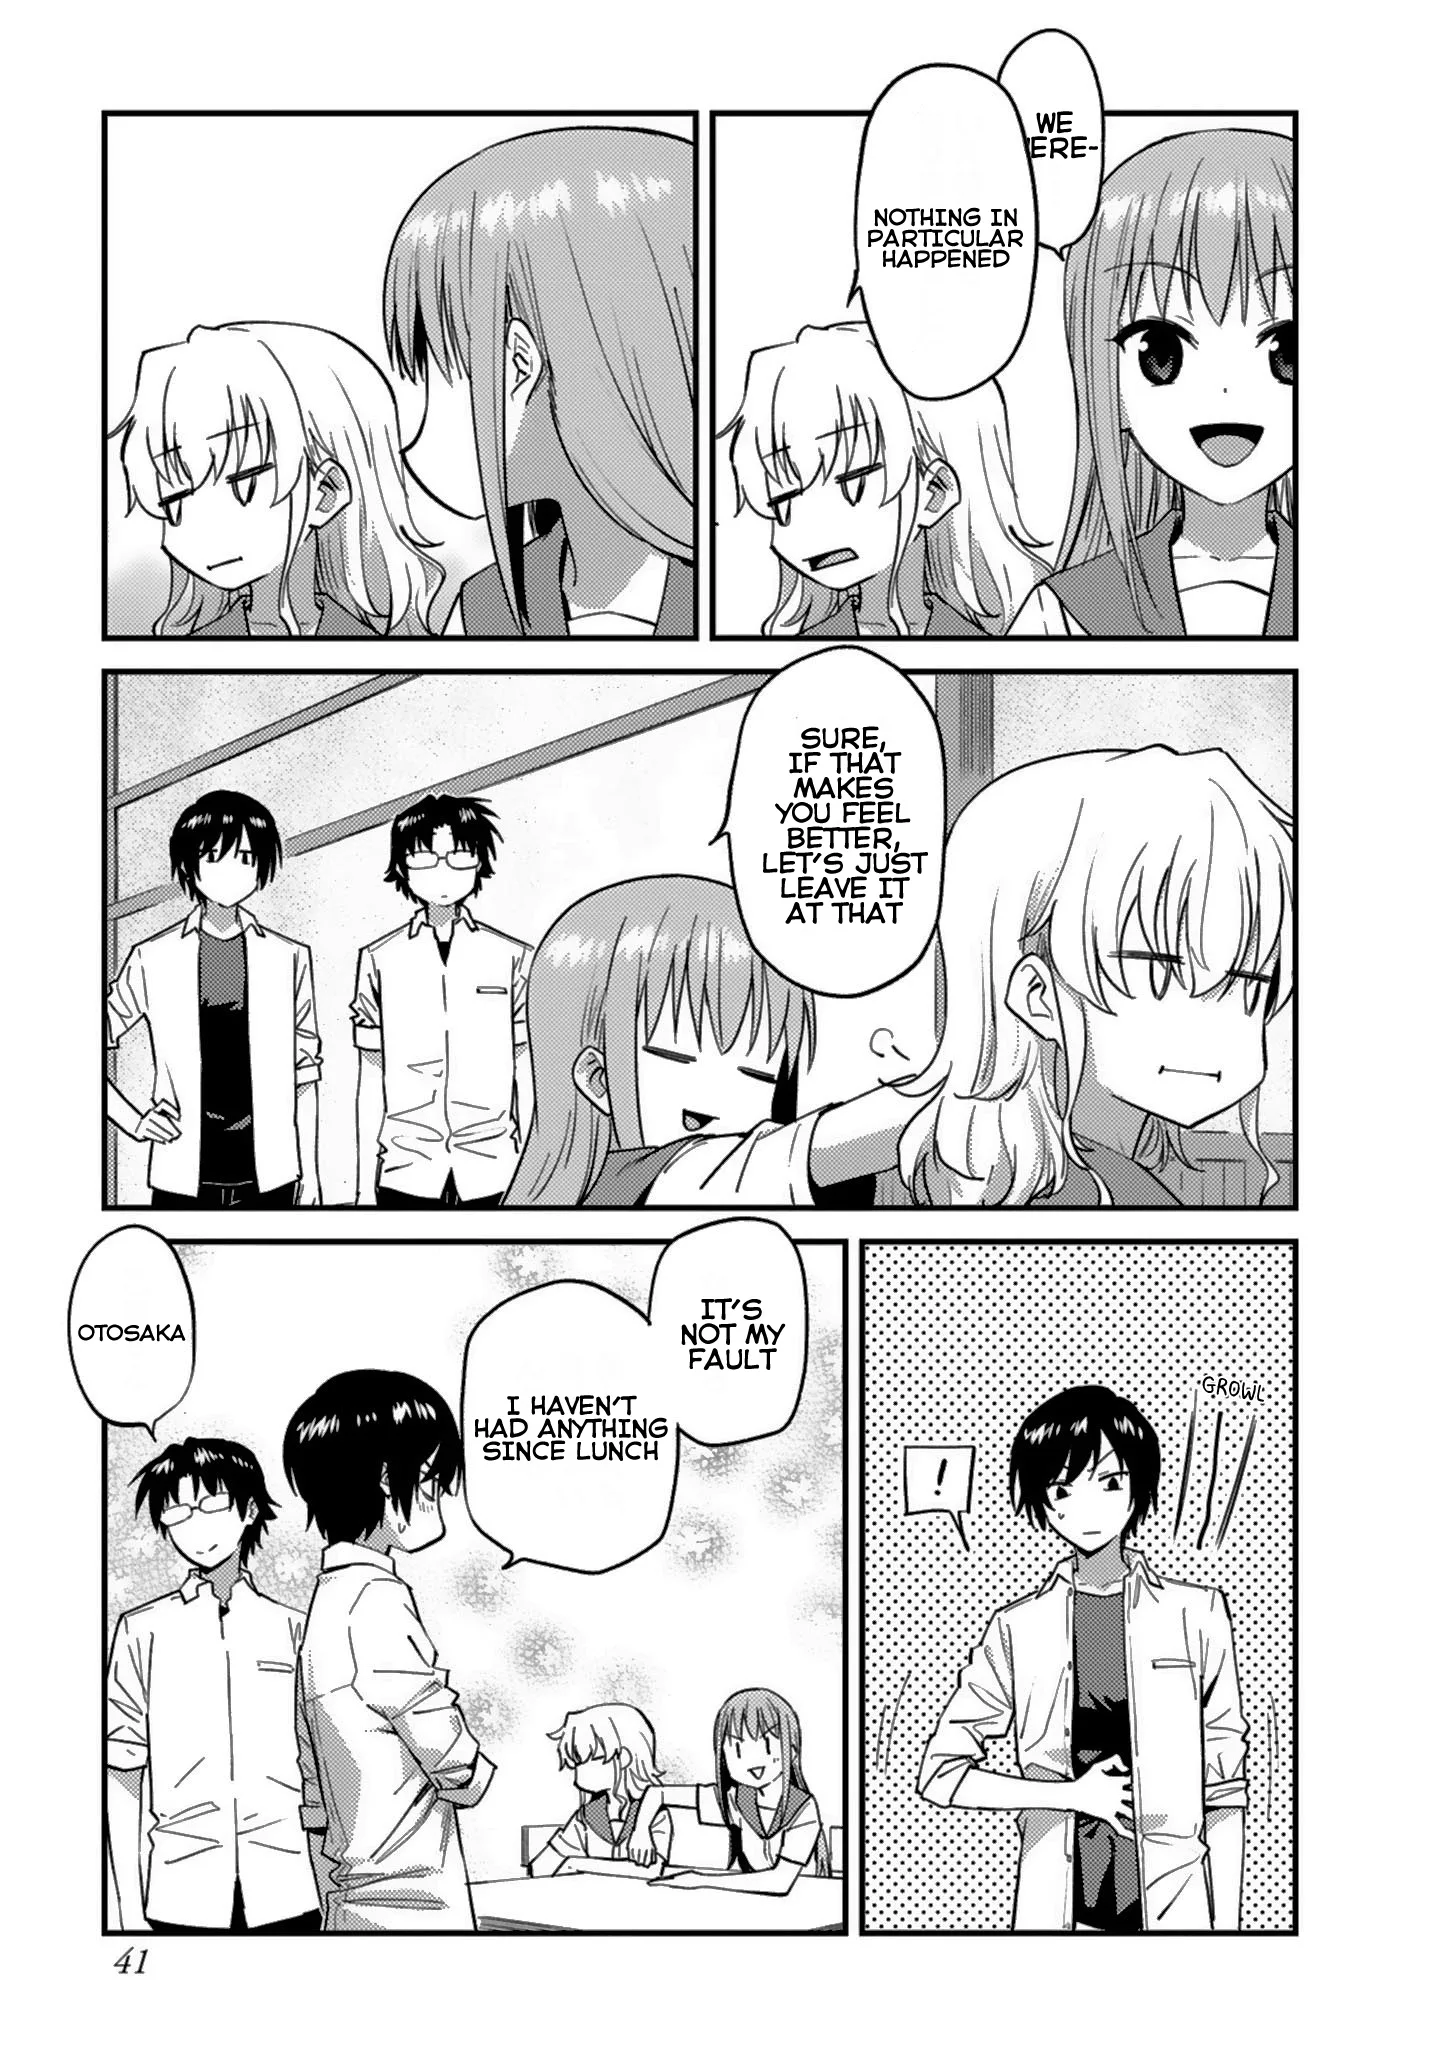 WE
WERE-
NOTHING IN
PARTICULAR
HAPPENED
SURE,
IF THAT
MAKES
YOU FEEL
BETTER,
LET'S JUST
LEAVE IT
AT THAT
GROWL
!
IT'S
NOT MY
FAULT
I HAVEN'T
HAD ANYTHING
SINCE LUNCH
OTOSAKA
41